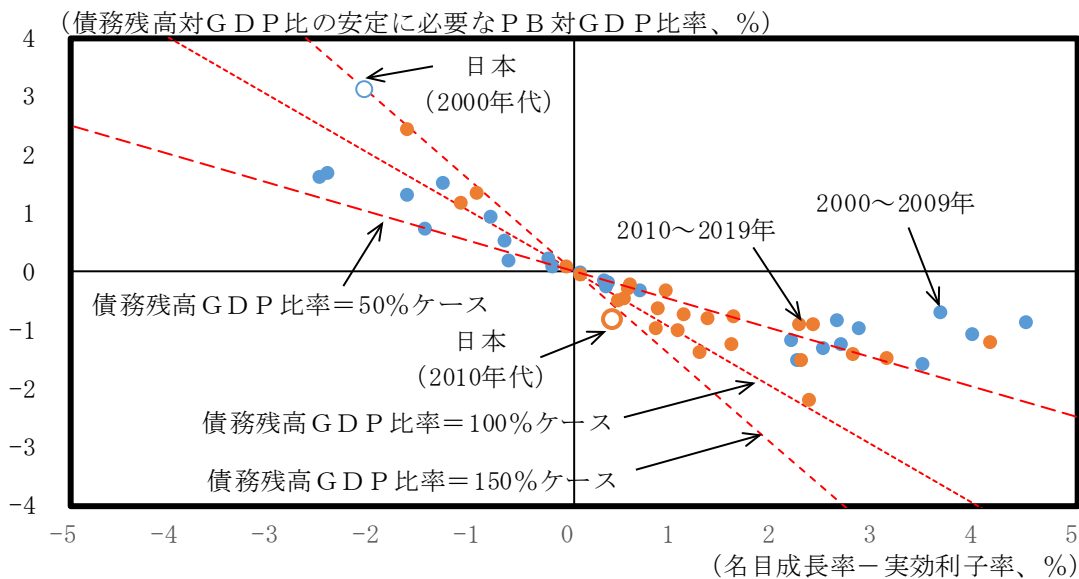 (債務残高対GDP比の安定に必要なPB対GDP比率、%)
4
3
2
1
0
-1
-2
-3
-4
日本
(2000年代)
2000～2009年
2010～2019年
債務残高GDP比率＝50%ケース
日本
(2010年代)
債務残高GDP比率＝100%ケース
債務残高GDP比率＝150%ケース
-5 -4 -3 -2 -1 0 1 2 3 4 5
(名目成長率－実効利子率、%)